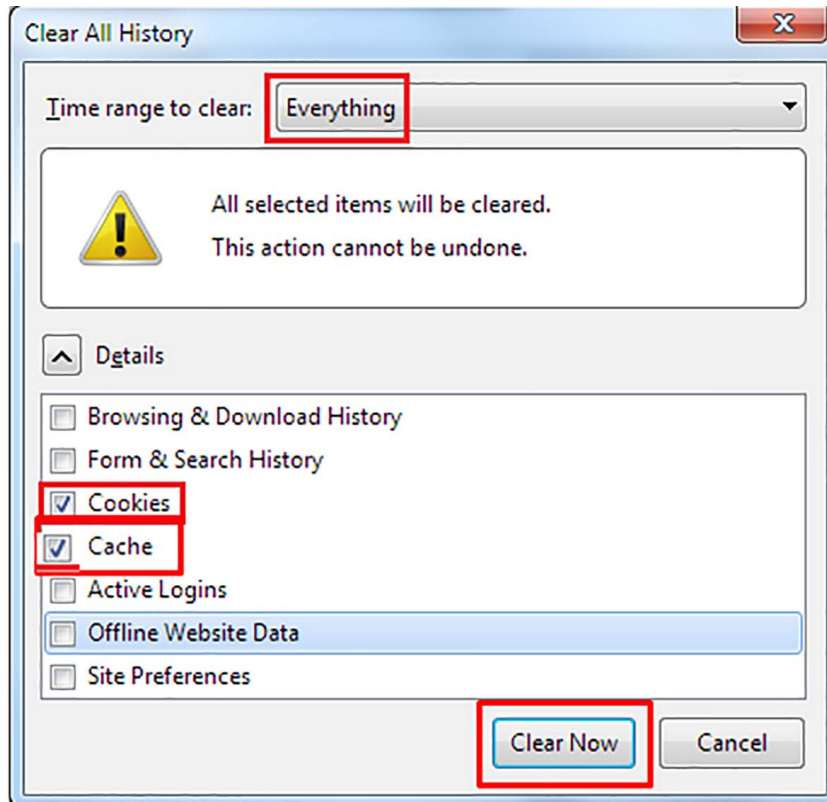 Clear All History
Time range to clear: Everything
All selected items will be cleared.
This action cannot be undone.
Details
Browsing & Download History
Form & Search History
Cookies
Cache
Active Logins
Offline Website Data
Site Preferences
Clear Now Cancel